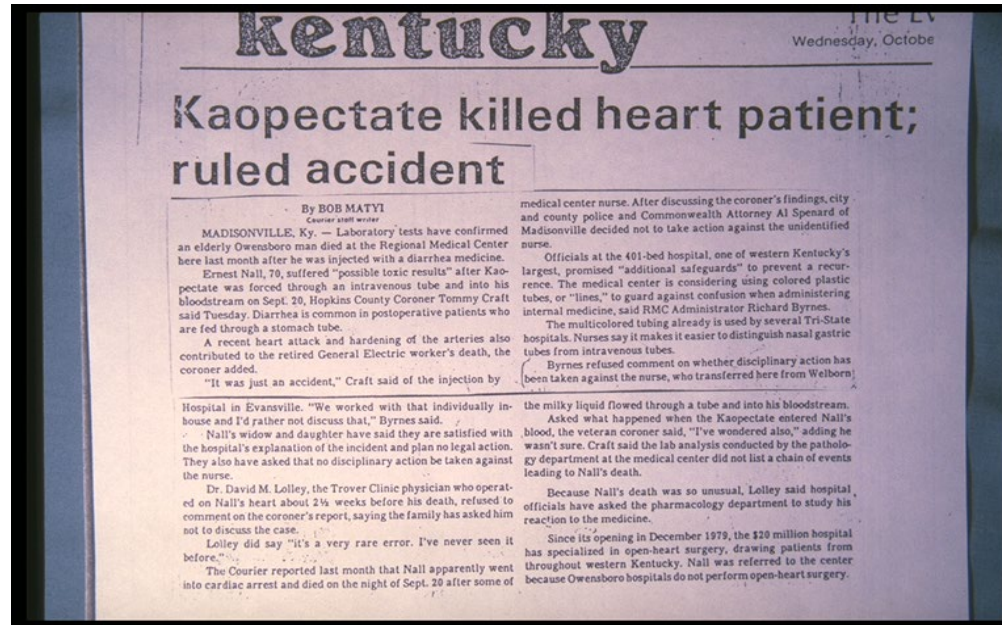 kentucky
Wednesday, Octobe
Kaopectate killed heart patient;
ruled accident
By BOB MATYI
Courier staff writer
MADISONVILLE, Ky. — Laboratory tests have confirmed
an elderly Owensboro man died at the Regional Medical Center
here last month after he was injected with a diarrhea medicine.
Ernest Nall, 70, suffered "possible toxic results" after Kao-
pectate was forced through an intravenous tube and into his
bloodstream on Sept. 20, Hopkins County Coroner Tommy Craft
said Tuesday. Diarrhea is common in postoperative patients who
are fed through a stomach tube.
A recent heart attack and hardening of the arteries also
contributed to the retired General Electric worker's death, the
coroner added.
"It was just an accident," Craft said of the injection by
medical center nurse. After discussing the coroner's findings, city
and county police and Commonwealth Attorney Al Spenard of
Madisonville decided not to take action against the unidentified
nurse.
Officials at the 401-bed hospital, one of western Kentucky's
largest, promised "additional safeguards" to prevent a recur-
rence. The medical center is considering using colored plastic
tubes, or "lines," to guard against confusion when administering
internal medicine, said RMC Administrator Richard Byrnes.
The multicolored tubing already is used by several Tri-State
hospitals. Nurses say it makes it easier to distinguish nasal gastric
tubes from intravenous tubes.
Byrnes refused comment on whether disciplinary action has
been taken against the nurse, who transferred here from Welborn
Hospital in Evansville. "We worked with that individually in-
house and I'd rather not discuss that," Byrnes said.
Nall's widow and daughter have said they are satisfied with
the hospital's explanation of the incident and plan no legal action.
They also have asked that no disciplinary action be taken against
the nurse.
Dr. David M. Lolley, the Trover Clinic physician who operat-
ed on Nall's heart about 2½ weeks before his death, refused to
comment on the coroner's report, saying the family has asked him
not to discuss the case.
Lolley did say "it's a very rare error. I've never seen it
before."
The Courier reported last month that Nall apparently went
into cardiac arrest and died on the night of Sept. 20 after some of
the milky liquid flowed through a tube and into his bloodstream.
Asked what happened when the Kaopectate entered Nall's
blood, the veteran coroner said, "I've wondered also," adding he
wasn't sure. Craft said the lab analysis conducted by the patholo-
gy department at the medical center did not list a chain of events
leading to Nall's death.
Because Nall's death was so unusual, Lolley said hospital
officials have asked the pharmacology department to study his
reaction to the medicine.
Since its opening in December 1979, the $20 million hospital
has specialized in open-heart surgery, drawing patients from
throughout western Kentucky. Nall was referred to the center
because Owensboro hospitals do not perform open-heart surgery.